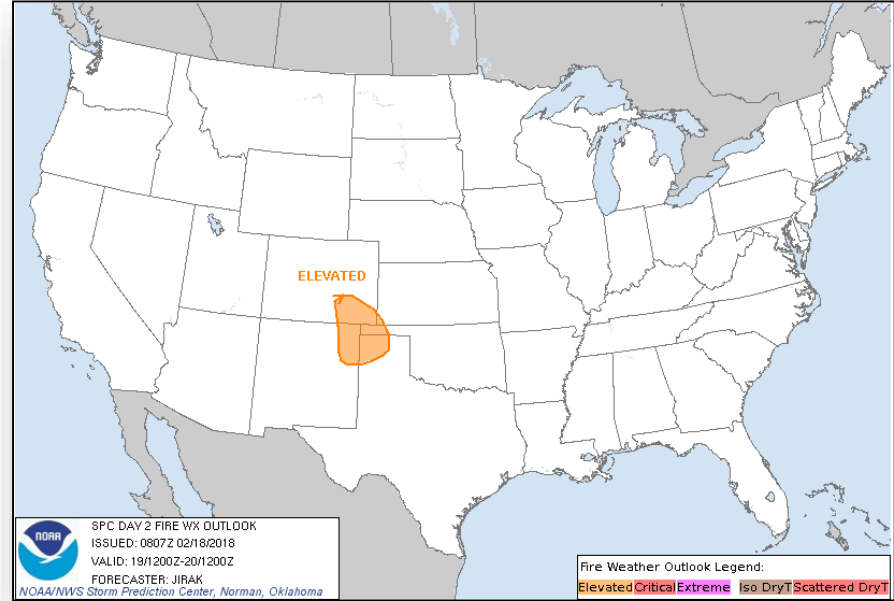 ELEVATED
NOAA
SPC DAY 2 FIRE WX OUTLOOK
ISSUED: 0807Z 02/18/2018
VALID: 19/1200Z-20/1200Z
FORECASTER: JIRAK
NOAA/NWS Storm Prediction Center, Norman, Oklahoma
Fire Weather Outlook Legend:
Elevated Critical Extreme Iso DryT Scattered DryT